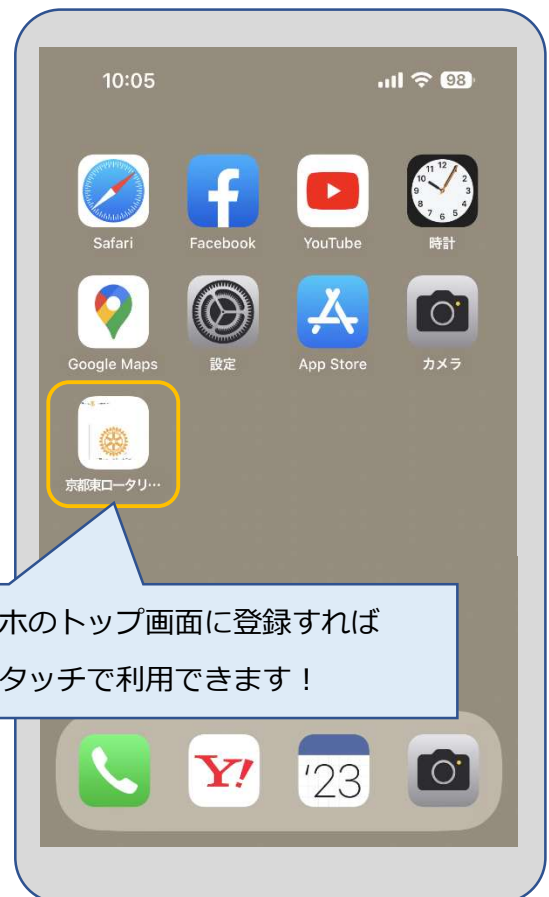 10:05
98
Safari
Facebook
YouTube
時計
Google Maps
設定
App Store
カメラ
京都東ロータリ…
ホのトップ画面に登録すれば
タッチで利用できます！
Y!
'23